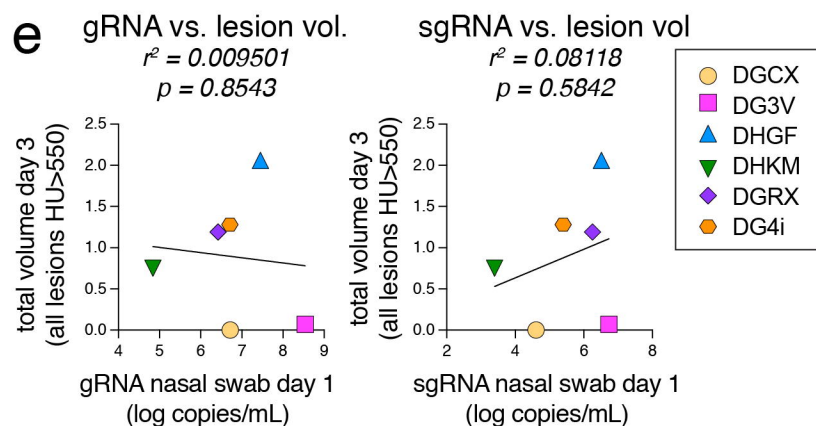 e
gRNA vs. lesion vol.
r² = 0.009501
p = 0.8543
total volume day 3
(all lesions HU>550)
2.5
2.0
1.5
1.0
0.5
0.0
4 5 6 7 8 9
gRNA nasal swab day 1
(log copies/mL)
sgRNA vs. lesion vol
r² = 0.08118
p = 0.5842
total volume day 3
(all lesions HU>550)
2.5
2.0
1.5
1.0
0.5
0.0
2 4 6 8
sgRNA nasal swab day 1
(log copies/mL)
DGCX
DG3V
DHGF
DHKM
DGRX
DG4i